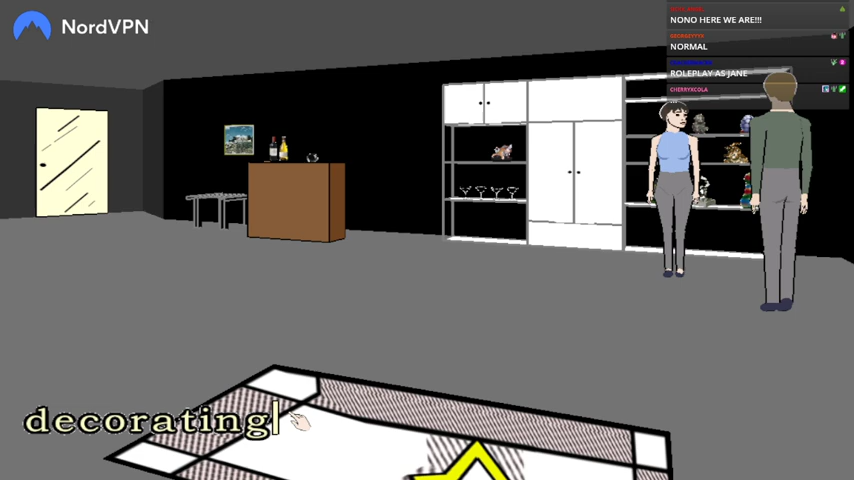 NordVPN
NONO HERE WE ARE!!!
NORMAL
ROLEPLAY AS JANE
CHERRYXCOLA
decorating